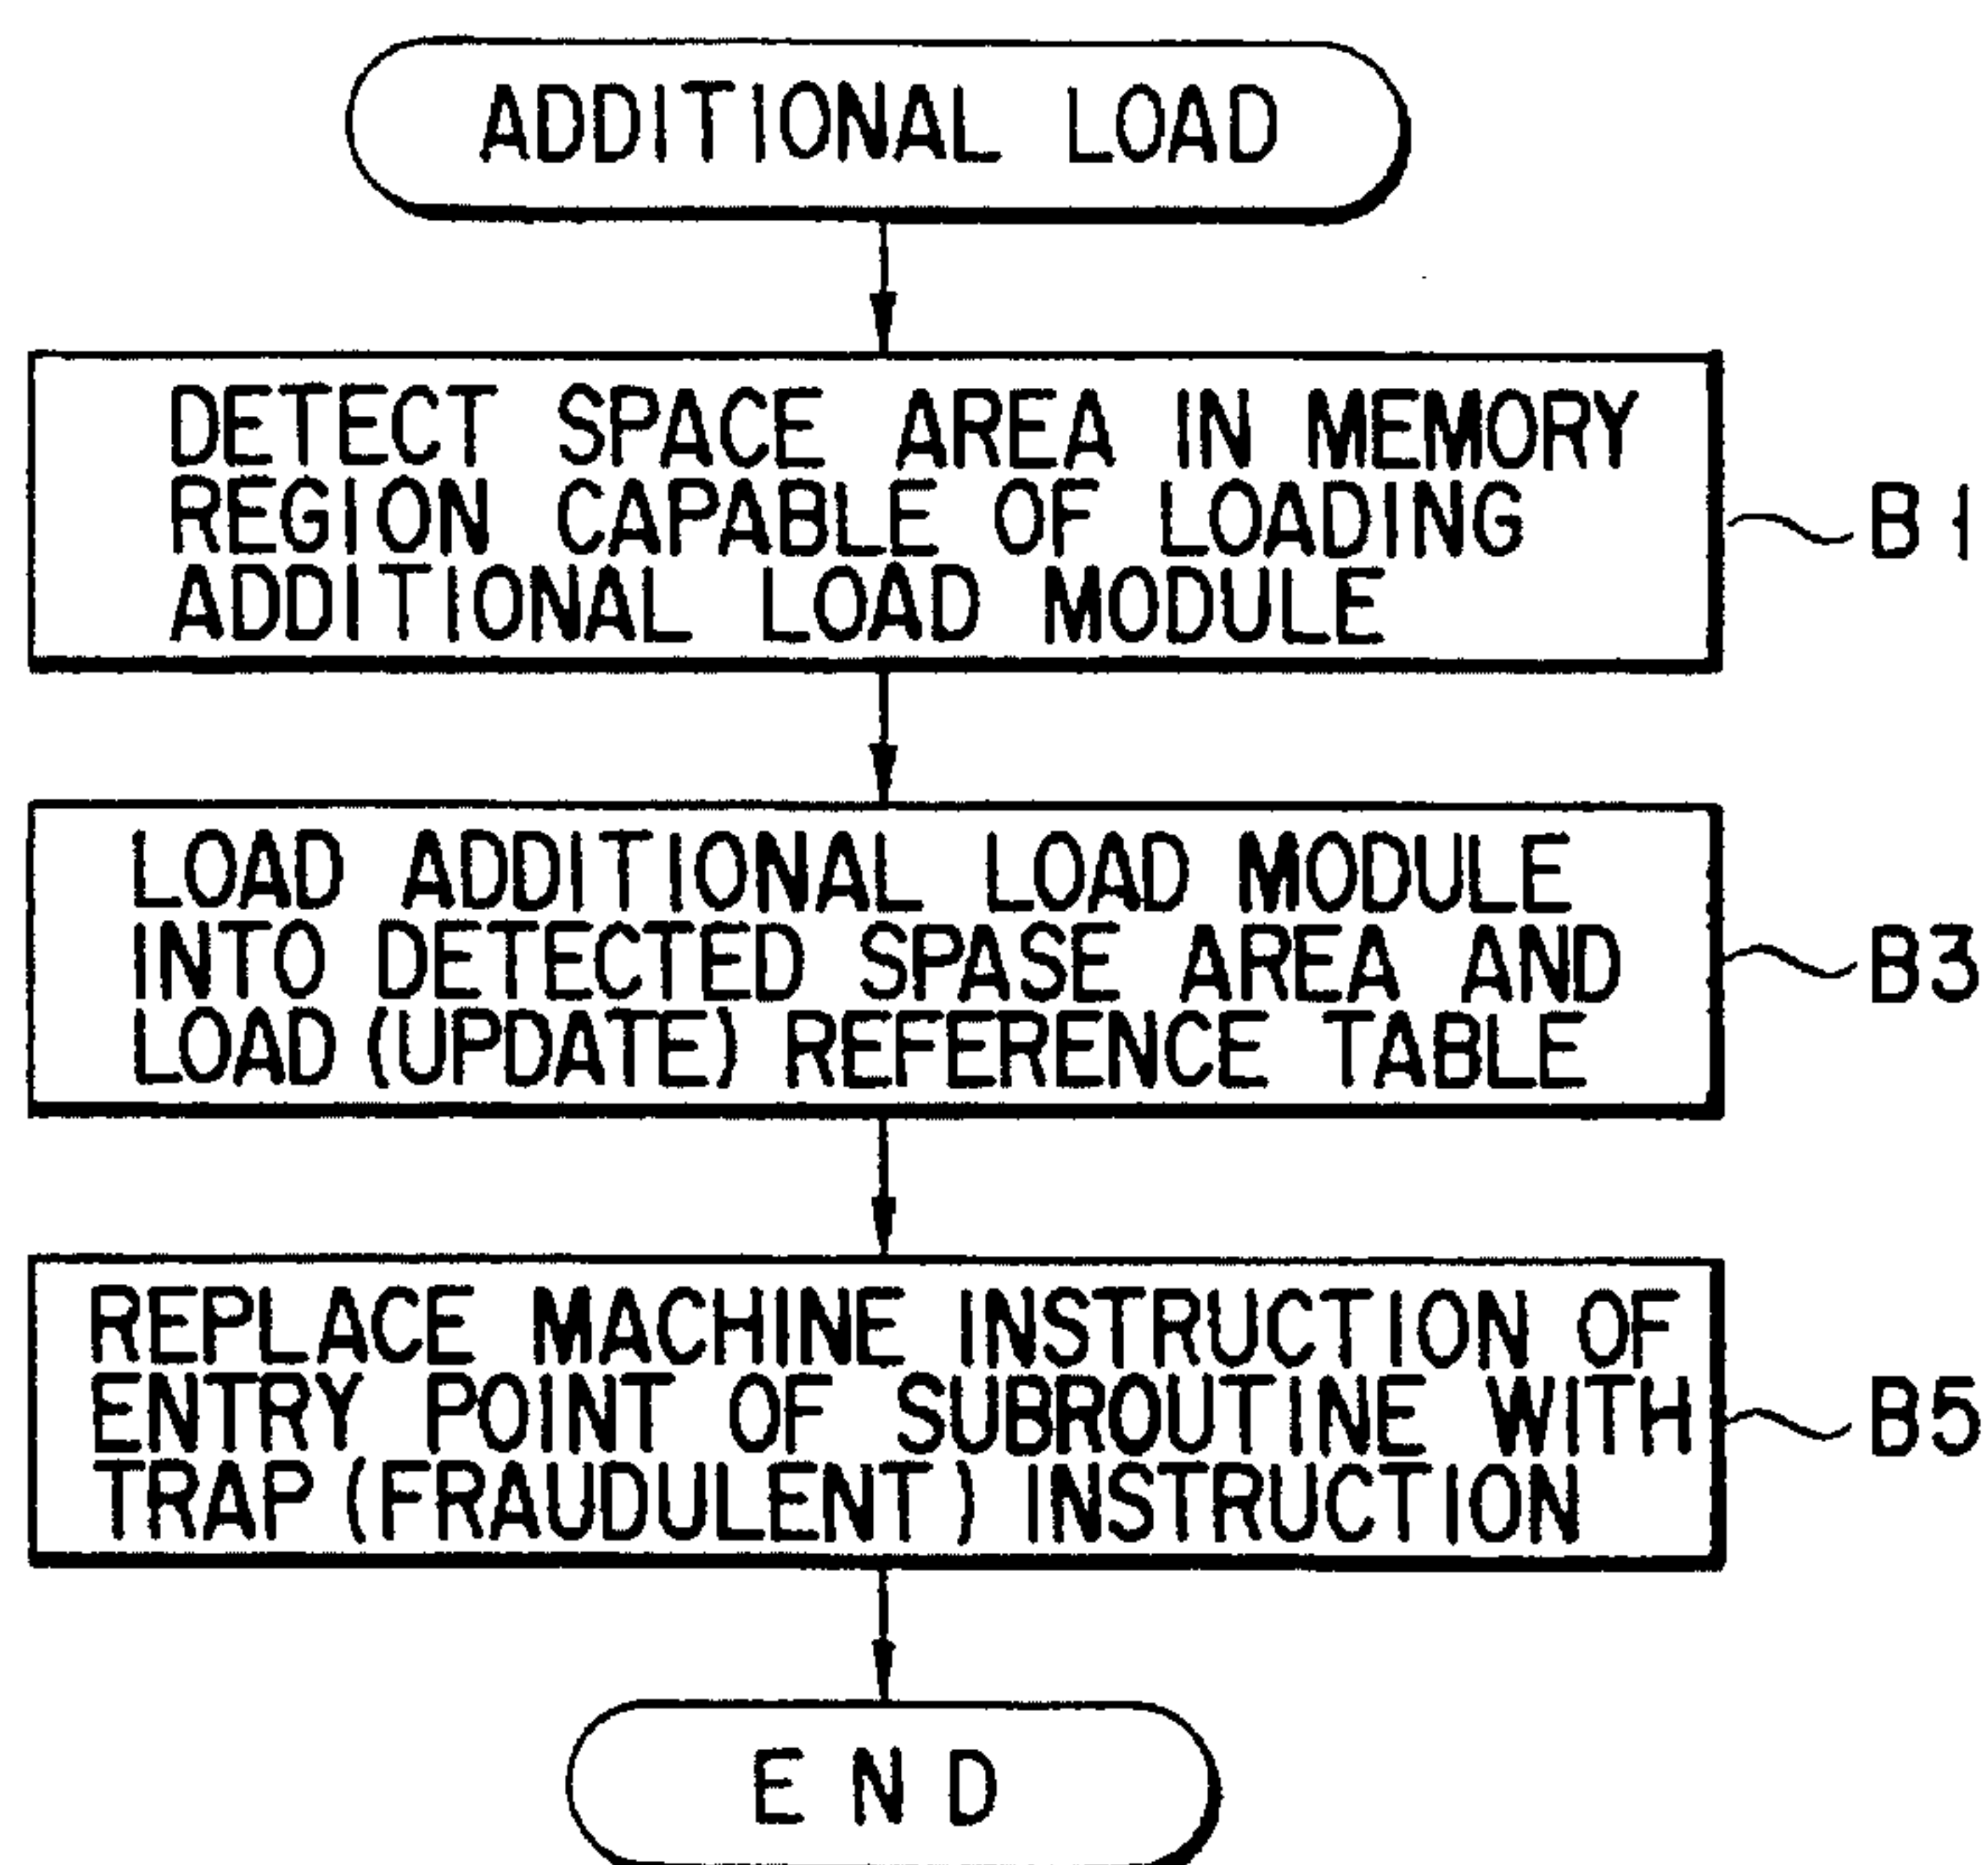 ADDITIONAL LOAD
DETECT SPACE AREA IN MEMORY
REGION CAPABLE OF LOADING
ADDITIONAL LOAD MODULE
B1
LOAD ADDITIONAL LOAD MODULE
INTO DETECTED SPASE AREA AND
LOAD (UPDATE) REFERENCE TABLE
B3
REPLACE MACHINE INSTRUCTION OF
ENTRY POINT OF SUBROUTINE WITH
TRAP (FRAUDULENT) INSTRUCTION
B5
END